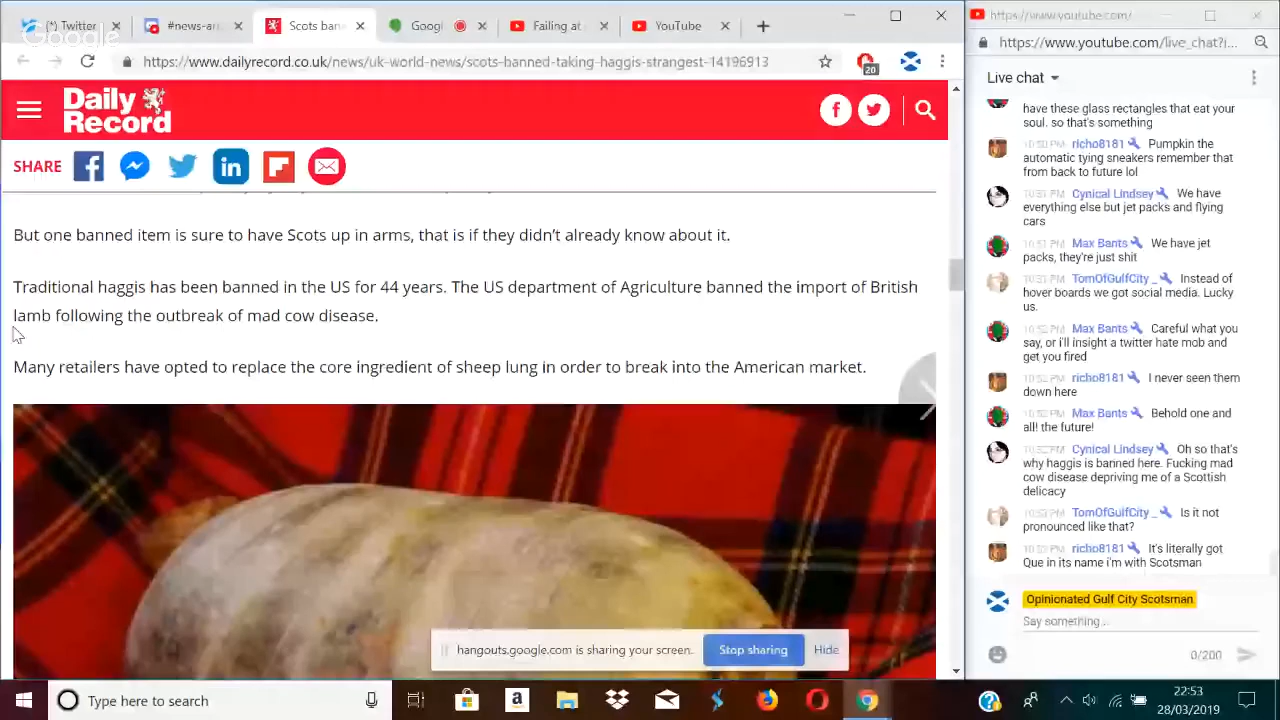 (*) Twitter
#news-ar
Scots ban
Googl
Failing at
YouTube
https://www.youtube.com/
Google
https://www.dailyrecord.co.uk/news/uk-world-news/scots-banned-taking-haggis-strangest-14196913
20
https://www.youtube.com/live_chat?i...
Daily
Record
Live chat
SHARE
But one banned item is sure to have Scots up in arms, that is if they didn't already know about it.
Traditional haggis has been banned in the US for 44 years. The US department of Agriculture banned the import of British
lamb following the outbreak of mad cow disease.
Many retailers have opted to replace the core ingredient of sheep lung in order to break into the American market.
hangouts.google.com is sharing your screen.
Stop sharing
Hide
have these glass rectangles that eat your
soul. so that's something
richo8181 Pumpkin the
automatic tying sneakers remember that
from back to future lol
Cynical Lindsey We have
everything else but jet packs and flying
cars
Max Bants We have jet
packs, they're just shit
TomOfGulfCity_ Instead of
hover boards we got social media. Lucky
us.
Max Bants Careful what you
say, or i'll insight a twitter hate mob and
get you fired
richo8181 I never seen them
down here
Max Bants Behold one and
all! the future!
Cynical Lindsey Oh so that's
why haggis is banned here. Fucking mad
cow disease depriving me of a Scottish
delicacy
TomOfGulfCity_ Is it not
pronounced like that?
richo8181 It's literally got
Que in its name i'm with Scotsman
Opinionated Gulf City Scotsman
Say something...
0/200
Type here to search
22:53
28/03/2019